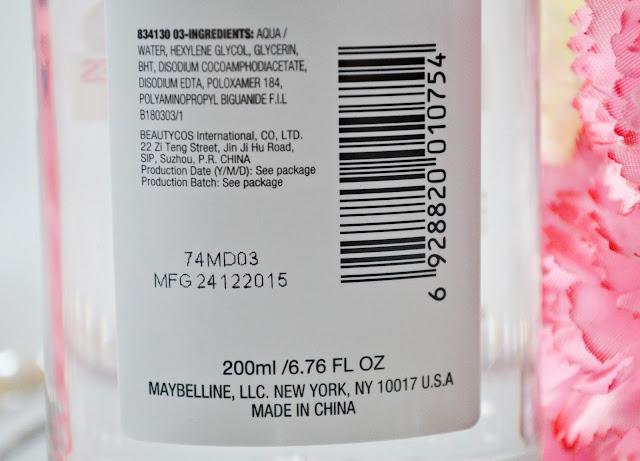 834130 03-INGREDIENTS: AQUA /
WATER, HEXYLENE GLYCOL, GLYCERIN,
BHT, DISODIUM COCOAMPHODIACETATE,
DISODIUM EDTA, POLOXAMER 184,
POLYAMINOPROPYL BIGUANIDE F.I.L
B180303/1
BEAUTYCOS International, CO, LTD.
22 Zi Teng Street, Jin Ji Hu Road,
SIP, Suzhou, P.R. CHINA
Production Date (Y/M/D): See package
Production Batch: See package
6 928820 010754
74MD03
MFG 24122015
200ml /6.76 FL OZ
MAYBELLINE, LLC. NEW YORK, NY 10017 U.S.A
MADE IN CHINA